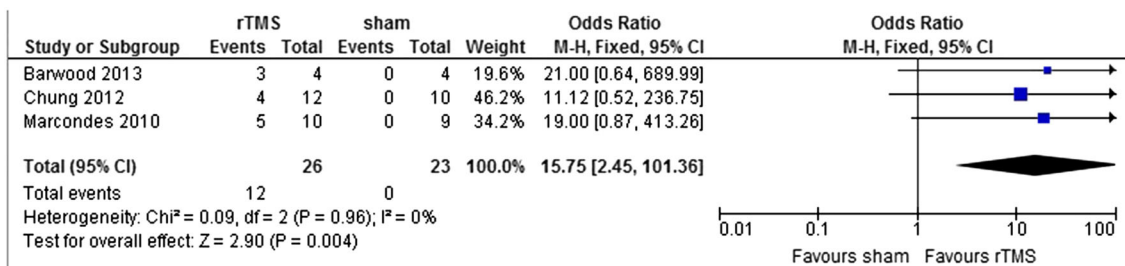 rTMS sham Odds Ratio Odds Ratio
Study or Subgroup Events Total Events Total Weight M-H, Fixed, 95% CI M-H, Fixed, 95% CI
Barwood 2013 3 4 0 4 19.6% 21.00 [0.64, 689.99]
Chung 2012 4 12 0 10 46.2% 11.12 [0.52, 236.75]
Marcondes 2010 5 10 0 9 34.2% 19.00 [0.87, 413.26]
Total (95% CI) 26 23 100.0% 15.75 [2.45, 101.36]
Total events 12 0
Heterogeneity: Chi² = 0.09, df = 2 (P = 0.96); I² = 0%
Test for overall effect: Z = 2.90 (P = 0.004)
0.01 0.1 1 10 100
Favours sham Favours rTMS